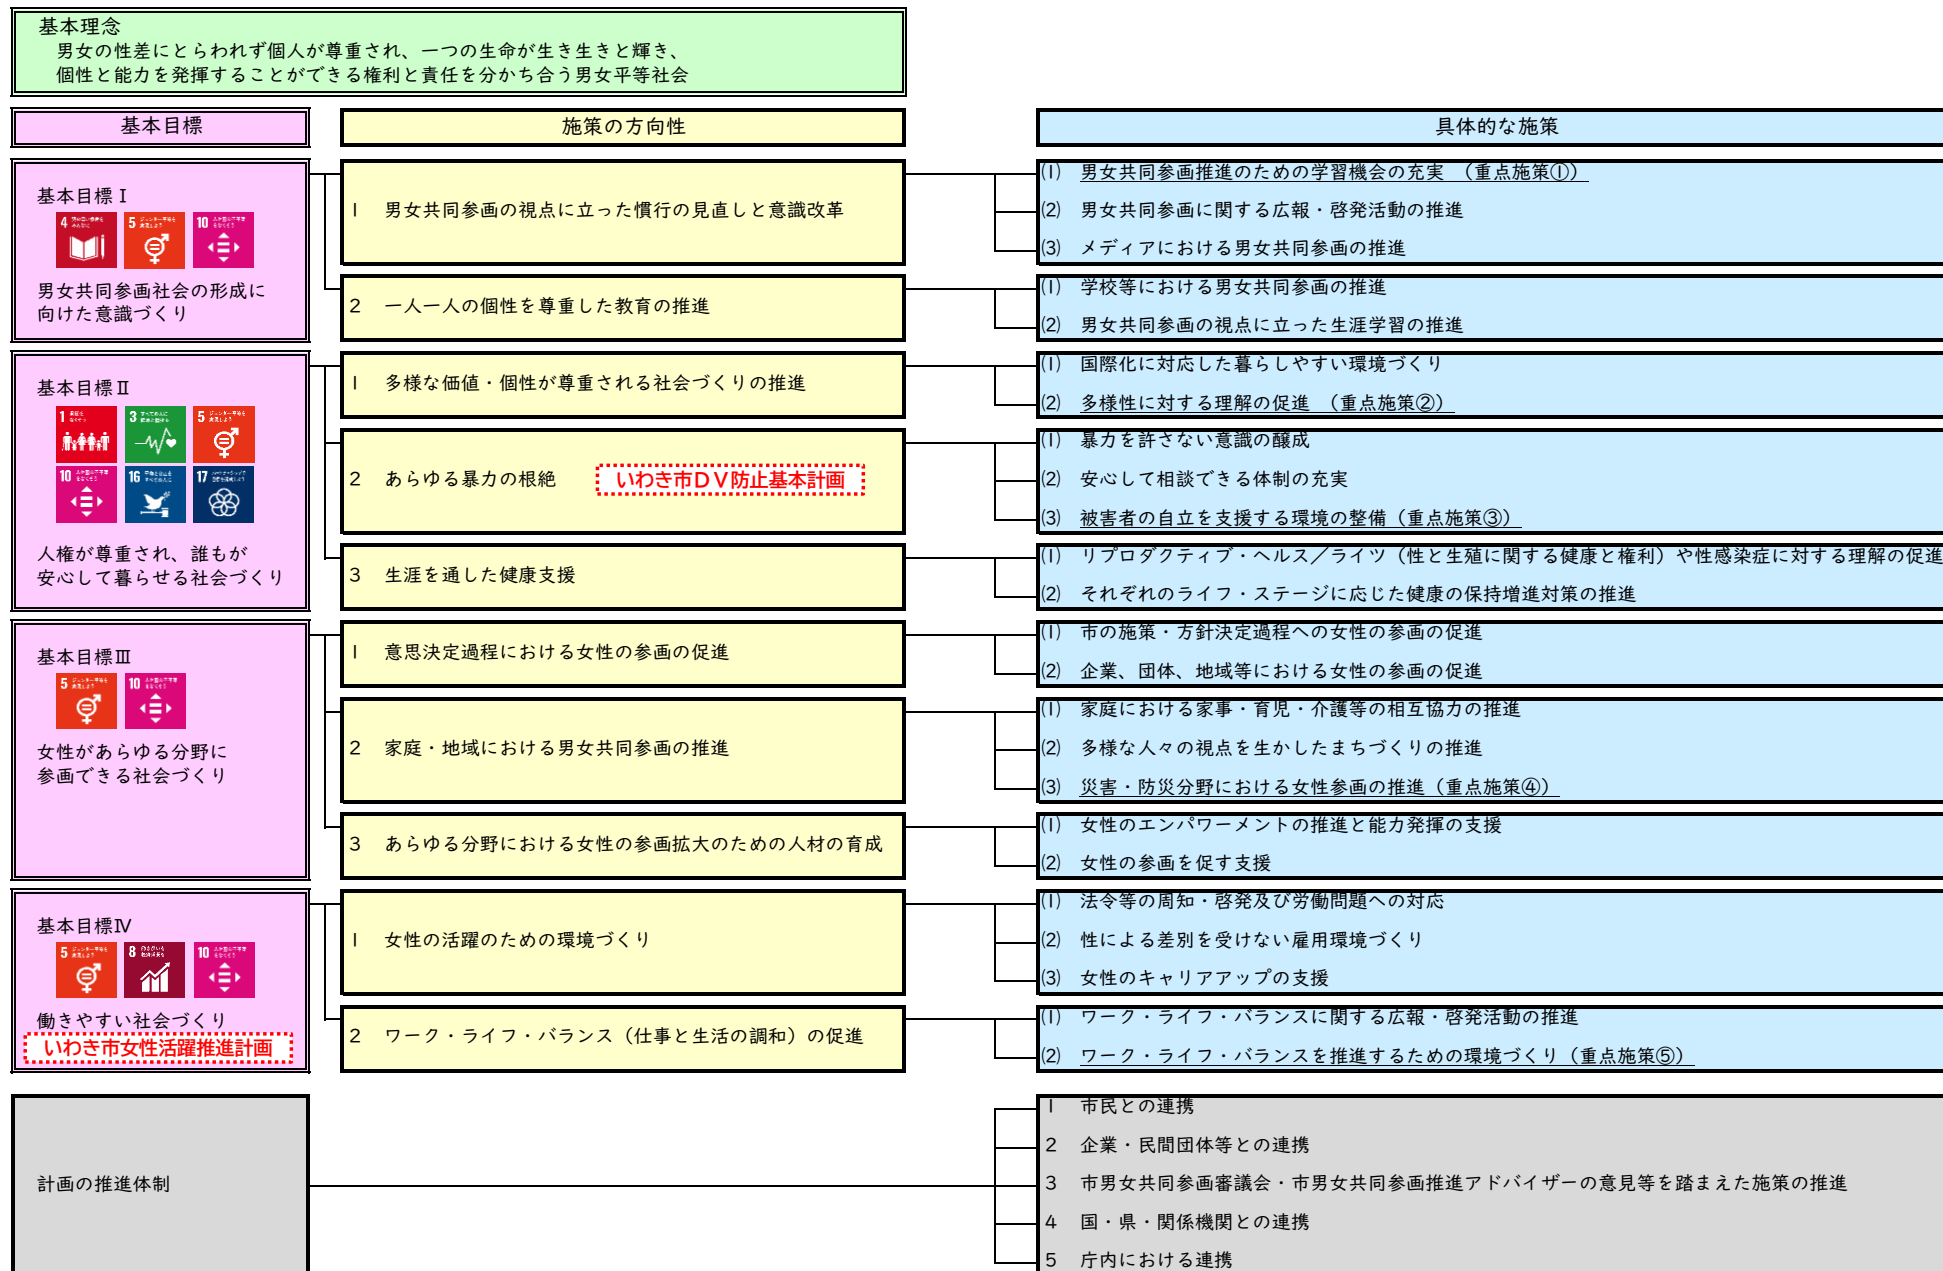 基本理念
男女の性差にとらわれず個人が尊重され、一つの生命が生き生きと輝き、
個性と能力を発揮することができる権利と責任を分かち合う男女平等社会
基本目標
施策の方向性
具体的な施策
基本目標Ⅰ
4
5
10
男女共同参画社会の形成に
向けた意識づくり
1 男女共同参画の視点に立った慣行の見直しと意識改革
⑴ 男女共同参画推進のための学習機会の充実 (重点施策①)
⑵ 男女共同参画に関する広報・啓発活動の推進
⑶ メディアにおける男女共同参画の推進
2 一人一人の個性を尊重した教育の推進
⑴ 学校等における男女共同参画の推進
⑵ 男女共同参画の視点に立った生涯学習の推進
基本目標Ⅱ
1
3
5
10
16
17
人権が尊重され、誰もが
安心して暮らせる社会づくり
1 多様な価値・個性が尊重される社会づくりの推進
⑴ 国際化に対応した暮らしやすい環境づくり
⑵ 多様性に対する理解の促進 (重点施策②)
2 あらゆる暴力の根絶 いわき市DV防止基本計画
⑴ 暴力を許さない意識の醸成
⑵ 安心して相談できる体制の充実
⑶ 被害者の自立を支援する環境の整備(重点施策③)
3 生涯を通した健康支援
⑴ リプロダクティブ・ヘルス/ライツ(性と生殖に関する健康と権利)や性感染症に対する理解の促進
⑵ それぞれのライフ・ステージに応じた健康の保持増進対策の推進
基本目標Ⅲ
5
10
女性があらゆる分野に
参画できる社会づくり
1 意思決定過程における女性の参画の促進
⑴ 市の施策・方針決定過程への女性の参画の促進
⑵ 企業、団体、地域等における女性の参画の促進
2 家庭・地域における男女共同参画の推進
⑴ 家庭における家事・育児・介護等の相互協力の推進
⑵ 多様な人々の視点を生かしたまちづくりの推進
⑶ 災害・防災分野における女性参画の推進(重点施策④)
3 あらゆる分野における女性の参画拡大のための人材の育成
⑴ 女性のエンパワーメントの推進と能力発揮の支援
⑵ 女性の参画を促す支援
基本目標Ⅳ
5
8
10
働きやすい社会づくり
いわき市女性活躍推進計画
1 女性の活躍のための環境づくり
⑴ 法令等の周知・啓発及び労働問題への対応
⑵ 性による差別を受けない雇用環境づくり
⑶ 女性のキャリアアップの支援
2 ワーク・ライフ・バランス(仕事と生活の調和)の促進
⑴ ワーク・ライフ・バランスに関する広報・啓発活動の推進
⑵ ワーク・ライフ・バランスを推進するための環境づくり(重点施策⑤)
計画の推進体制
1 市民との連携
2 企業・民間団体等との連携
3 市男女共同参画審議会・市男女共同参画推進アドバイザーの意見等を踏まえた施策の推進
4 国・県・関係機関との連携
5 庁内における連携